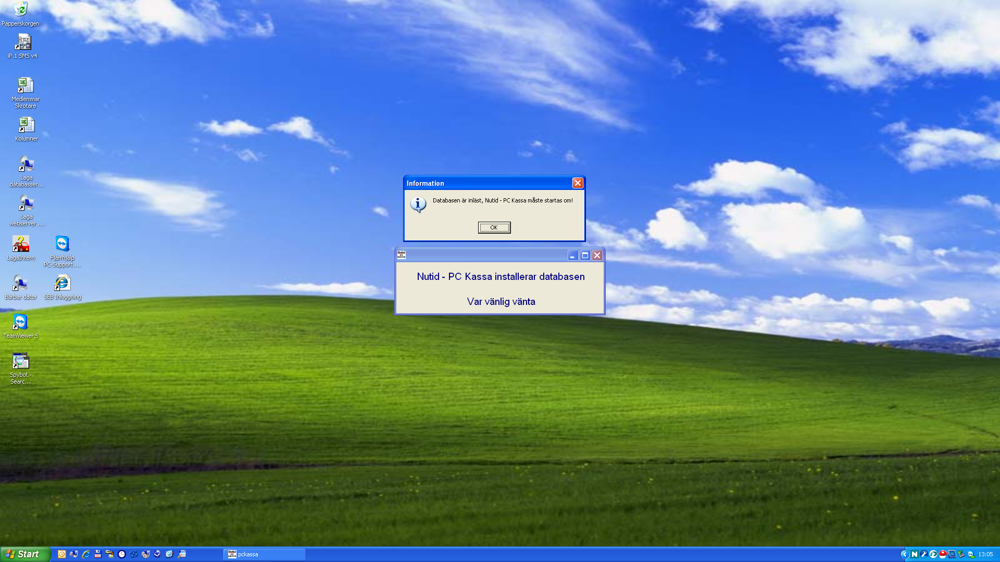 Papperskorgen
iP.1 SMS v4
Medlemmar
Skrotare
Kolumner
Laga
databasser...
Laga
webserver ...
LagaIntern
Fjärrhjälp
PC-Support....
Bärbar dator
SEB Inloggning
TeamViewer 5
Spybot -
Searc...
Information
Databasen är inläst, Nutid - PC Kassa måste startas om!
OK
Nutid - PC Kassa installerar databasen
Var vänlig vänta
Start
pckassa
13:05